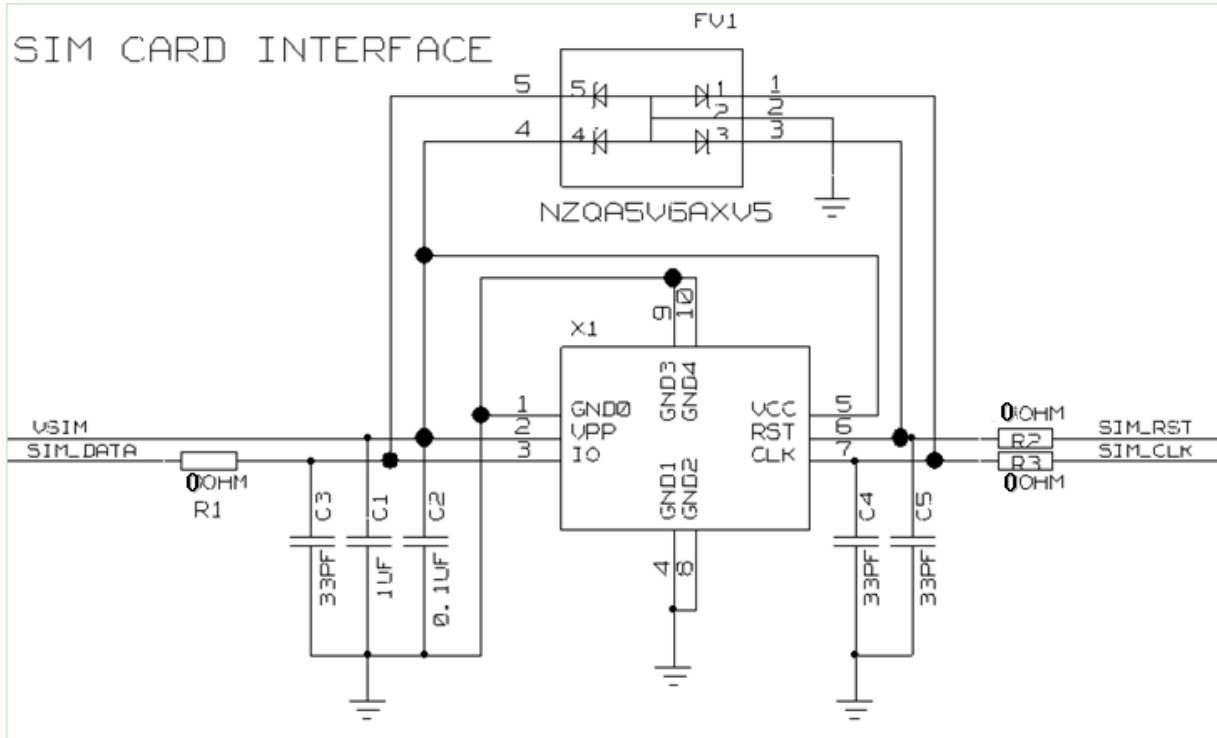 FV1
SIM CARD INTERFACE
5 5 1 1
2 2
4 4 3 3
NZQA5V6AXV5
9 10
X1
GND3 GND4
1 GND0 VCC 5
VSIM 2 VPP RST 6 0OHM R2 SIM_RST
SIM_DATA 3 IO CLK 7 R3 SIM_CLK
0OHM
0OHM
R1
GND1 GND2
4 8
C3 33PF
C1 1UF
C2 0.1UF
C4 33PF
C5 33PF